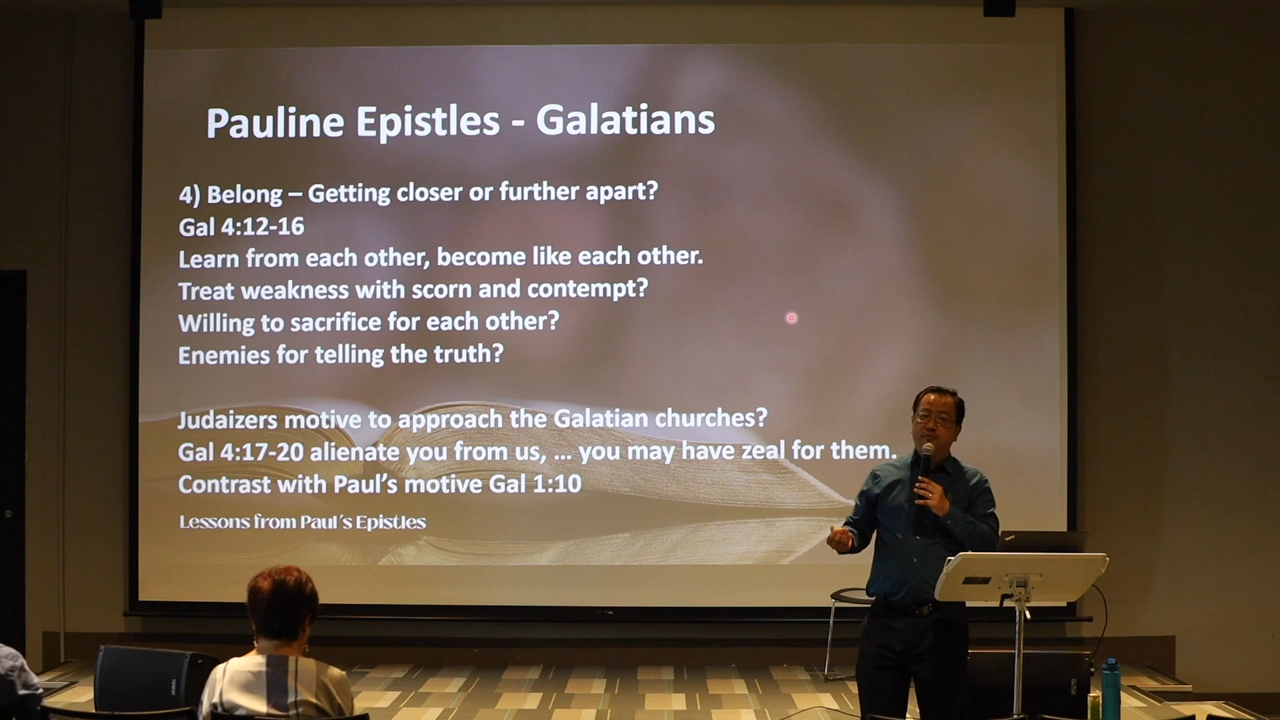 Pauline Epistles - Galatians
4) Belong – Getting closer or further apart?
Gal 4:12-16
Learn from each other, become like each other.
Treat weakness with scorn and contempt?
Willing to sacrifice for each other?
Enemies for telling the truth?
Judaizers motive to approach the Galatian churches?
Gal 4:17-20 alienate you from us, ... you may have zeal for them.
Contrast with Paul's motive Gal 1:10
Lessons from Paul's Epistles